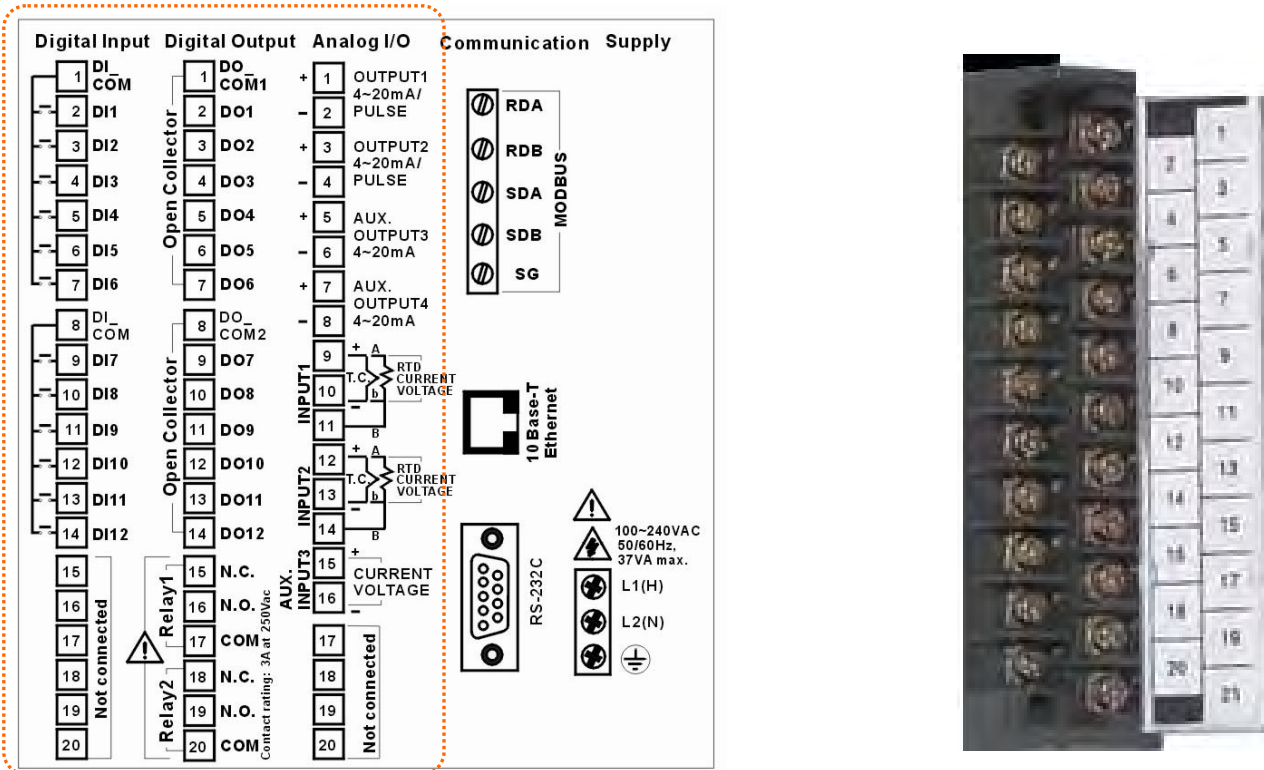 Digital Input Digital Output Analog I/O Communication Supply
1 DI_
COM
2 DI1
3 DI2
4 DI3
5 DI4
6 DI5
7 DI6
8 DI_
COM
9 DI7
10 DI8
11 DI9
12 DI10
13 DI11
14 DI12
15
16
17
18
19
20
Not connected
1 DO_
COM1
2 DO1
3 DO2
4 DO3
5 DO4
6 DO5
7 DO6
Open Collector
8 DO_
COM2
9 DO7
10 DO8
11 DO9
12 DO10
13 DO11
14 DO12
Open Collector
15 N.C.
16 N.O.
17 COM
Relay1
18 N.C.
19 N.O.
20 COM
Relay2
Contact rating: 3A at 250Vac
+ 1 OUTPUT1
4~20mA/
− 2 PULSE
+ 3 OUTPUT2
4~20mA/
− 4 PULSE
+ 5 AUX.
OUTPUT3
− 6 4~20mA
+ 7 AUX.
OUTPUT4
− 8 4~20mA
INPUT1
9 + A
RTD
10 T.C. CURRENT
− b VOLTAGE
11 B
INPUT2
12 + A
RTD
13 T.C. CURRENT
− b VOLTAGE
14 B
AUX.
INPUT3
15 +
CURRENT
VOLTAGE
16 −
17
18
19
20
Not connected
RDA
RDB
SDA
SDB
SG
MODBUS
10 Base-T
Ethernet
RS-232C
100~240VAC
50/60Hz,
37VA max.
L1(H)
L2(N)
1
2
3
4
5
6
7
8
9
10
11
12
13
14
15
16
17
18
19
20
21